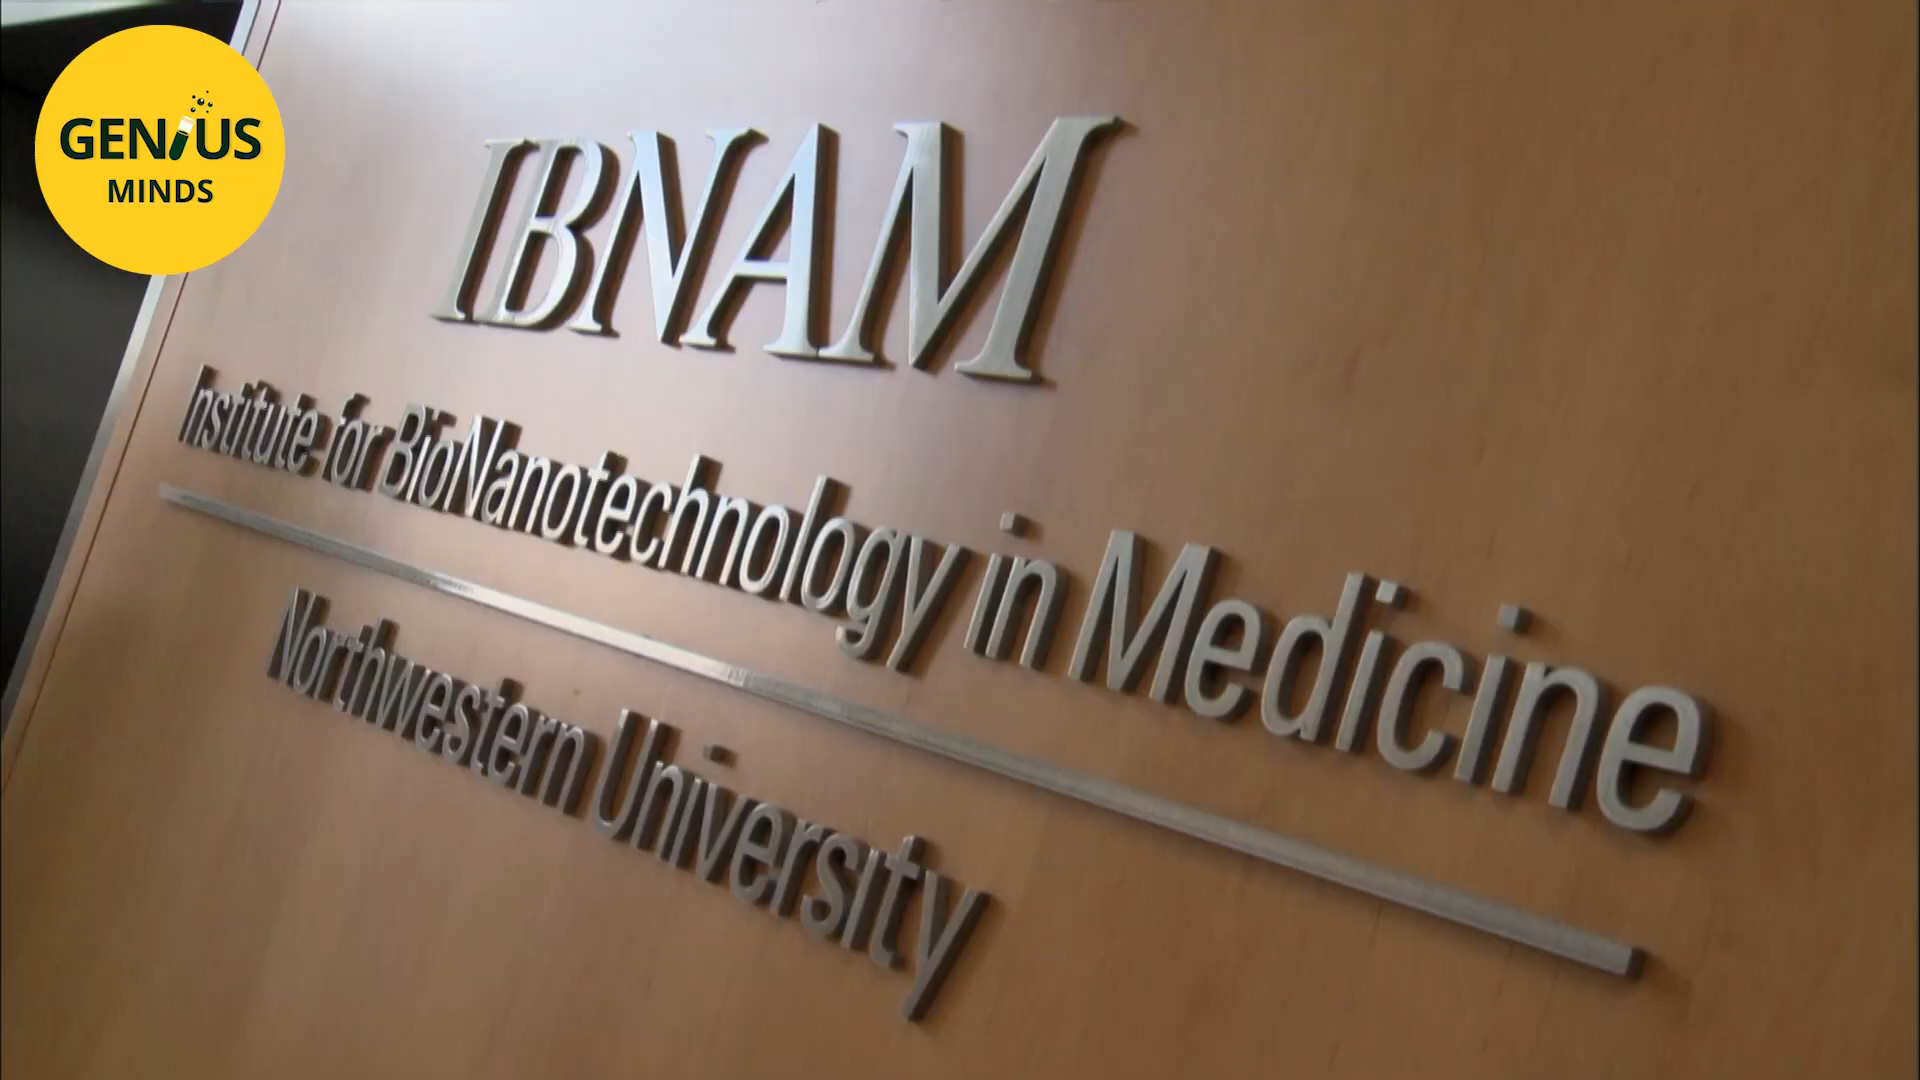 GENIUS
MINDS
IBNAM
Institute for BioNanotechnology in Medicine
Northwestern University